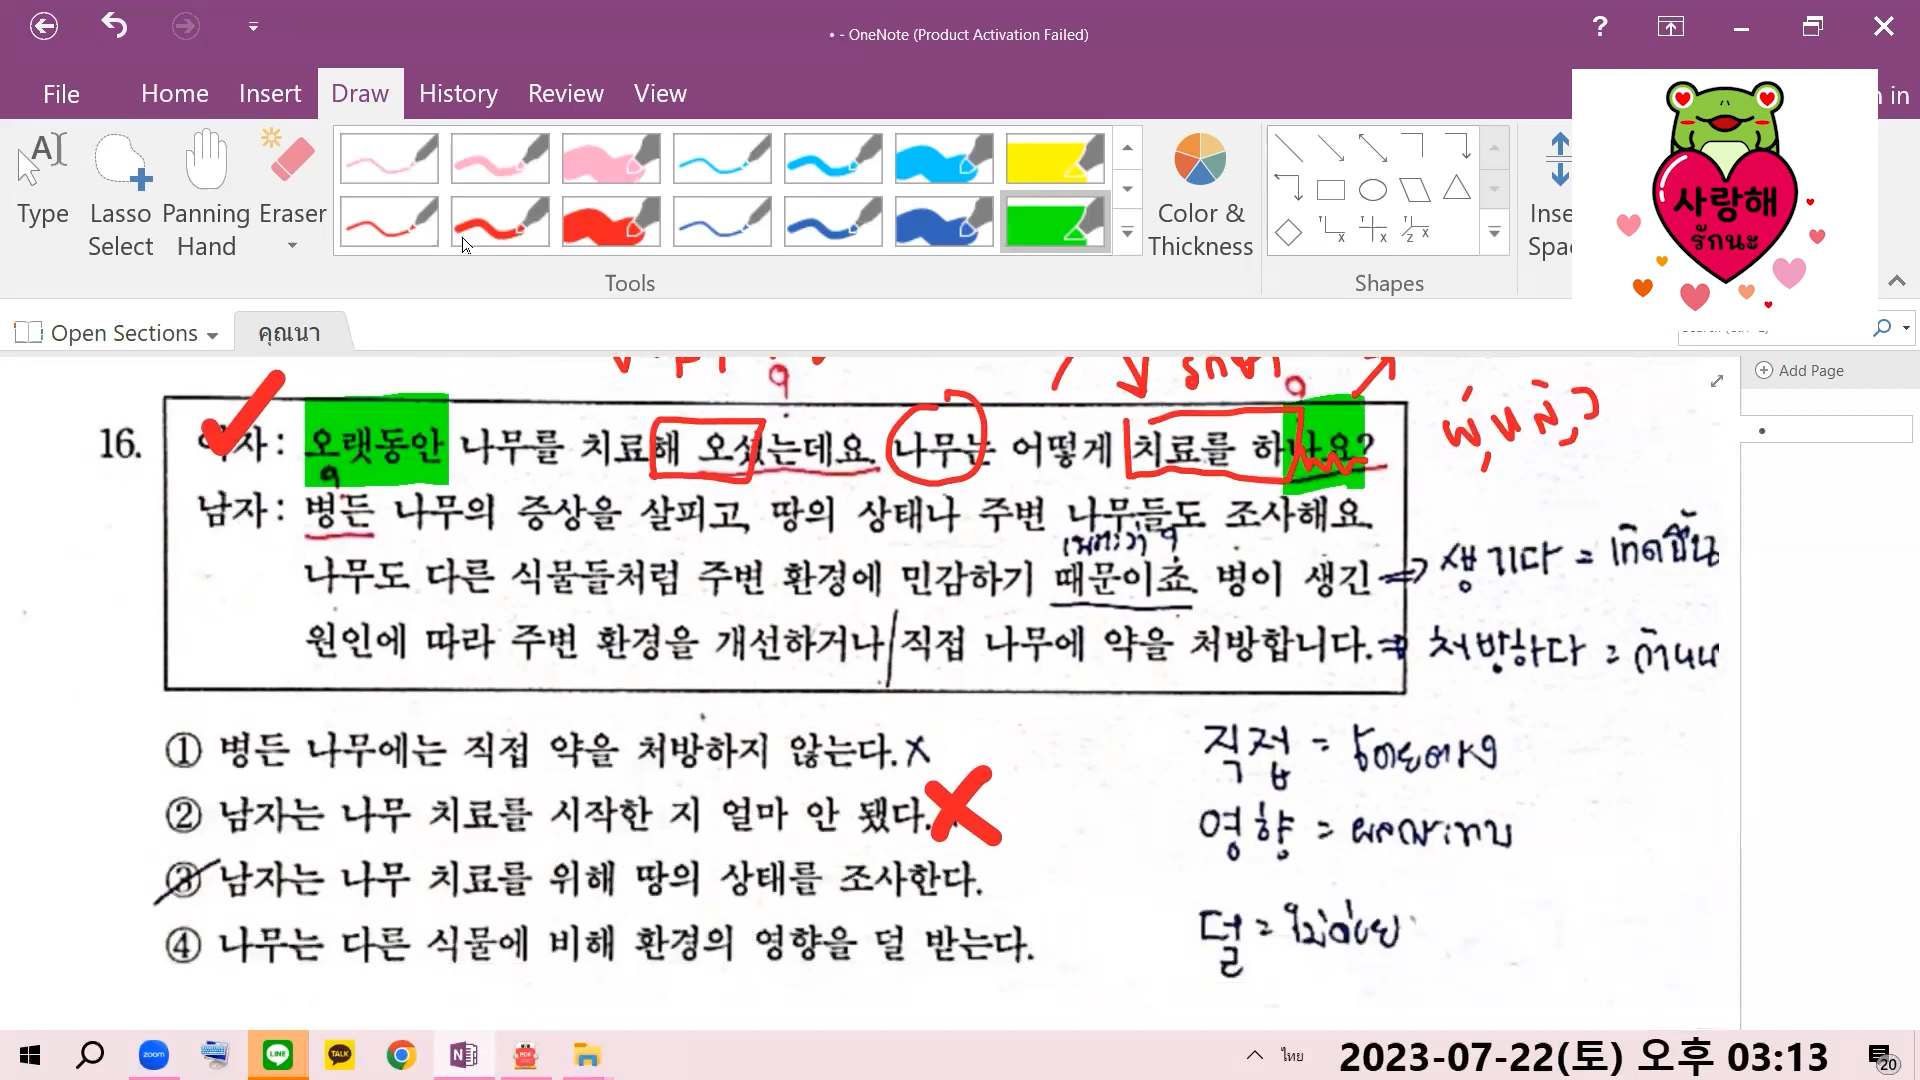 • - OneNote (Product Activation Failed)
?
File Home Insert Draw History Review View
in
Type Lasso Select Panning Hand Eraser
Color & Thickness
Tools
Shapes
사랑해
รักนะ
Open Sections
คุณนา
Add Page
16. 여자: 오랫동안 나무를 치료해 오셨는데요. 나무는 어떻게 치료를 하나요?
남자: 병든 나무의 증상을 살피고, 땅의 상태나 주변 나무들도 조사해요.
나무도 다른 식물들처럼 주변 환경에 민감하기 때문이죠. 병이 생긴
⇒ 생기다 = เกิดขึ้น
원인에 따라 주변 환경을 개선하거나/직접 나무에 약을 처방합니다.
⇒ 처방하다 =
① 병든 나무에는 직접 약을 처방하지 않는다. X
② 남자는 나무 치료를 시작한 지 얼마 안 됐다.
③ 남자는 나무 치료를 위해 땅의 상태를 조사한다.
④ 나무는 다른 식물에 비해 환경의 영향을 덜 받는다.
직접 = โดยตรง
영향 = ผลกระทบ
덜 = ไม่ค่อย
zoom
LINE
TALK
ไทย
2023-07-22(토) 오후 03:13
20